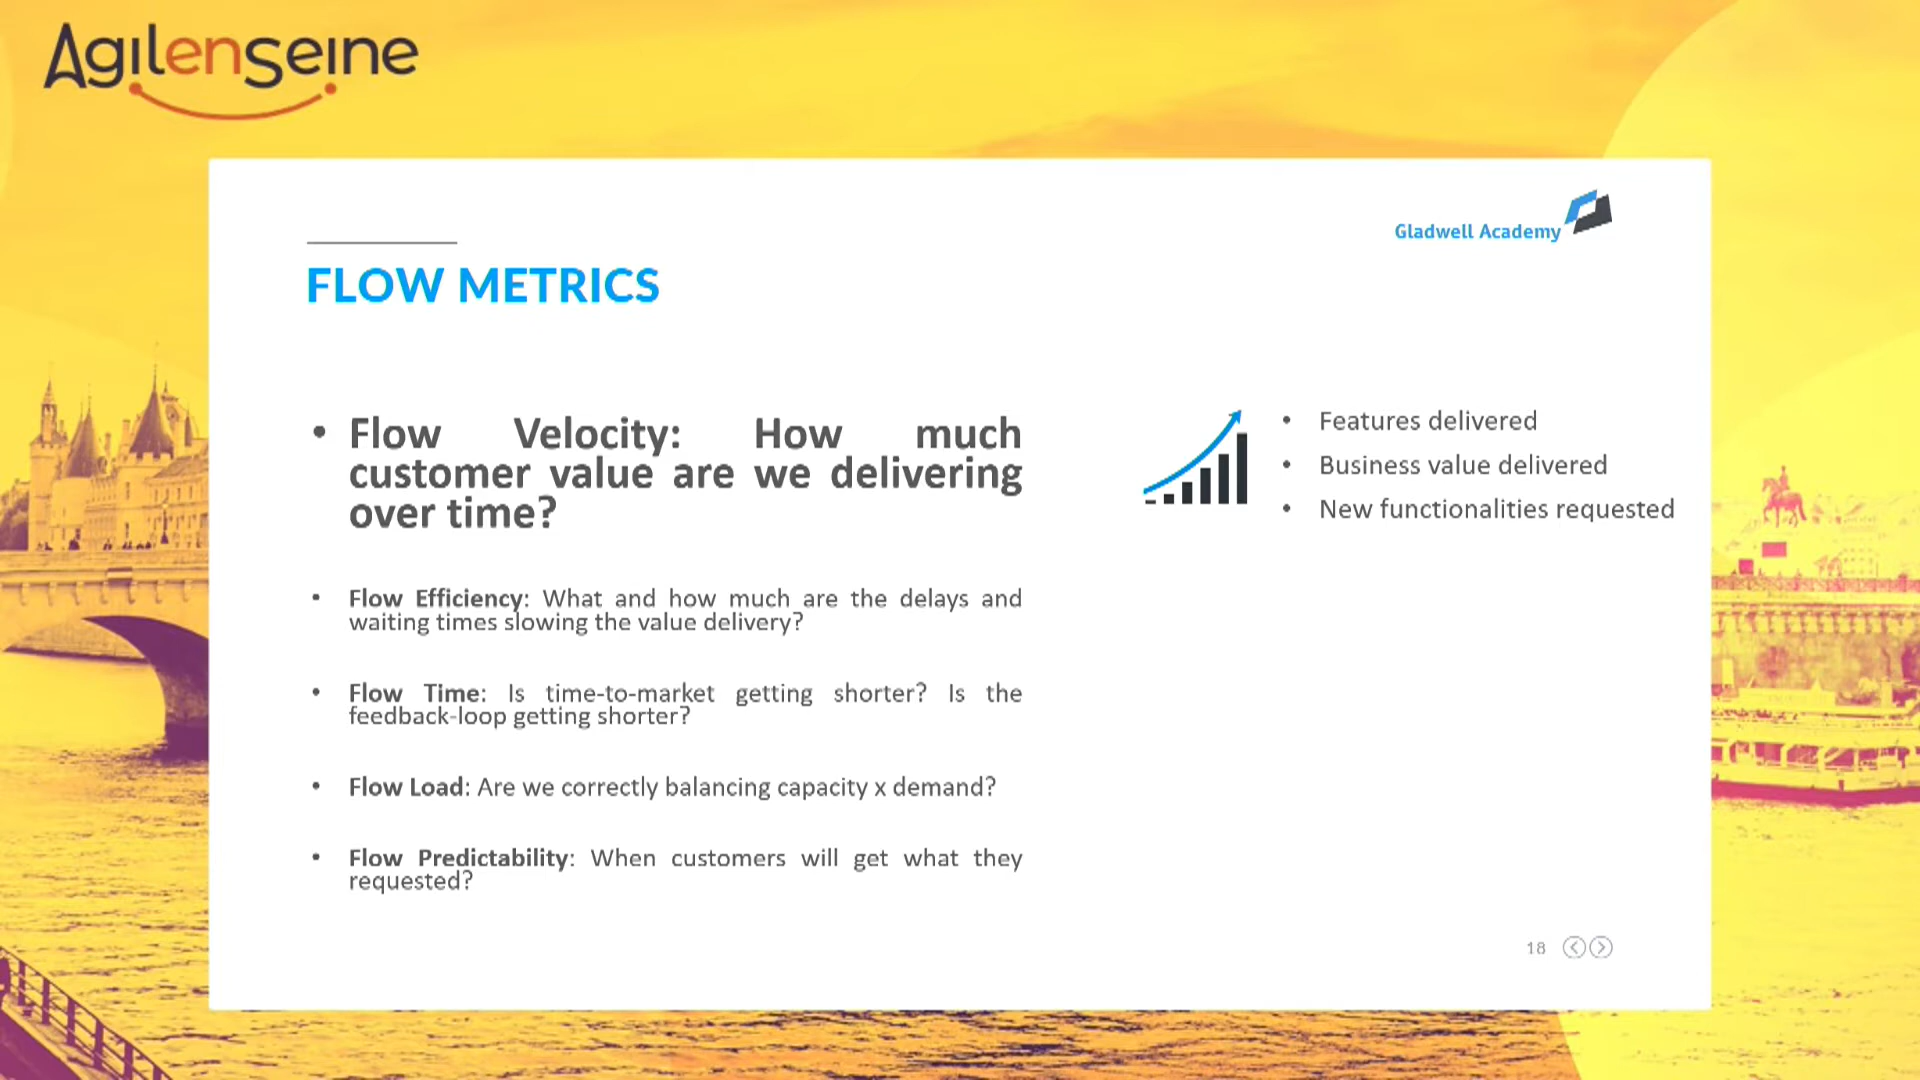 Agilenseine
Gladwell Academy
FLOW METRICS
• Flow Velocity: How much
customer value are we delivering
over time?
• Flow Efficiency: What and how much are the delays and
waiting times slowing the value delivery?
• Flow Time: Is time-to-market getting shorter? Is the
feedback-loop getting shorter?
• Flow Load: Are we correctly balancing capacity x demand?
• Flow Predictability: When customers will get what they
requested?
• Features delivered
• Business value delivered
• New functionalities requested
18